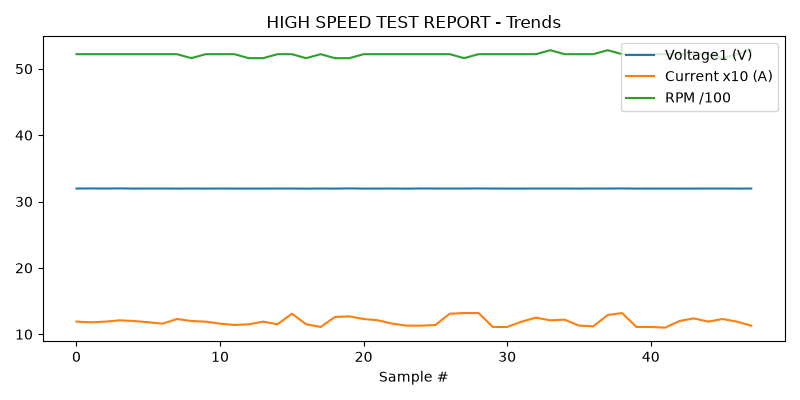 HIGH SPEED TEST REPORT - Trends
Voltage1 (V)
Current x10 (A)
RPM /100
50
40
30
20
10
0 10 20 30 40
Sample #